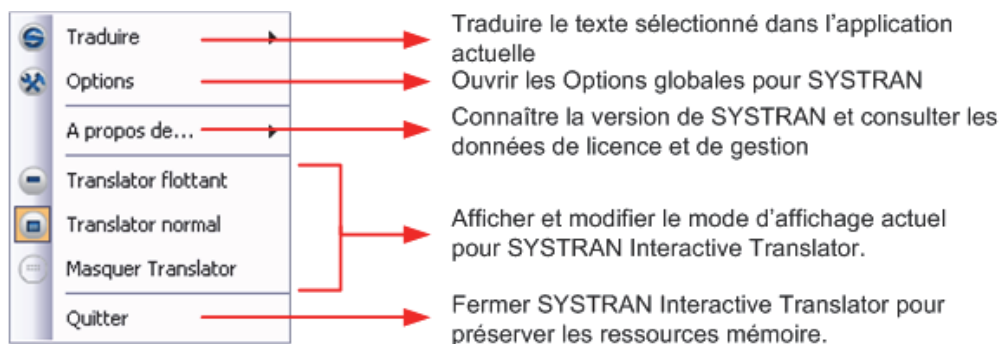 Traduire
Traduire le texte sélectionné dans l'application
actuelle
Options
Ouvrir les Options globales pour SYSTRAN
A propos de...
Connaître la version de SYSTRAN et consulter les
données de licence et de gestion
Translator flottant
Translator normal
Masquer Translator
Afficher et modifier le mode d'affichage actuel
pour SYSTRAN Interactive Translator.
Quitter
Fermer SYSTRAN Interactive Translator pour
préserver les ressources mémoire.